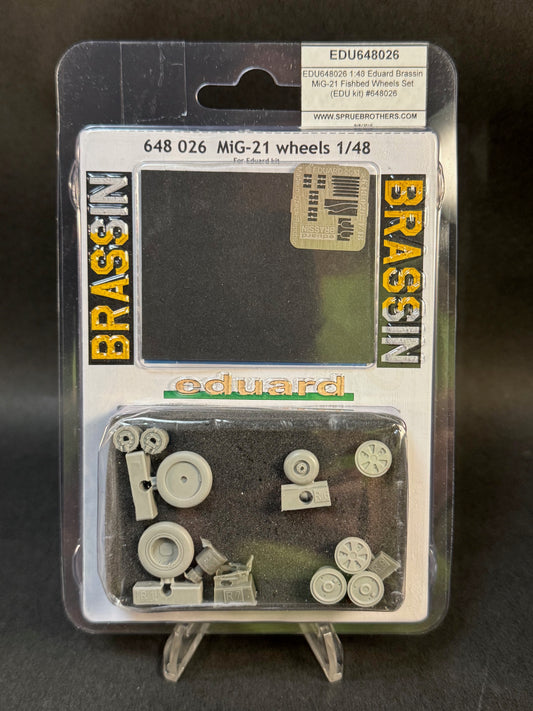 EDU648026
EDU648026 1:48 Eduard Brassin
MiG-21 Fishbed Wheels Set
(EDU kit) #648026
WWW.SPRUEBROTHERS.COM
648 026 MiG-21 wheels 1/48
For Eduard kit
BRASSIN
BRASSIN
eduard